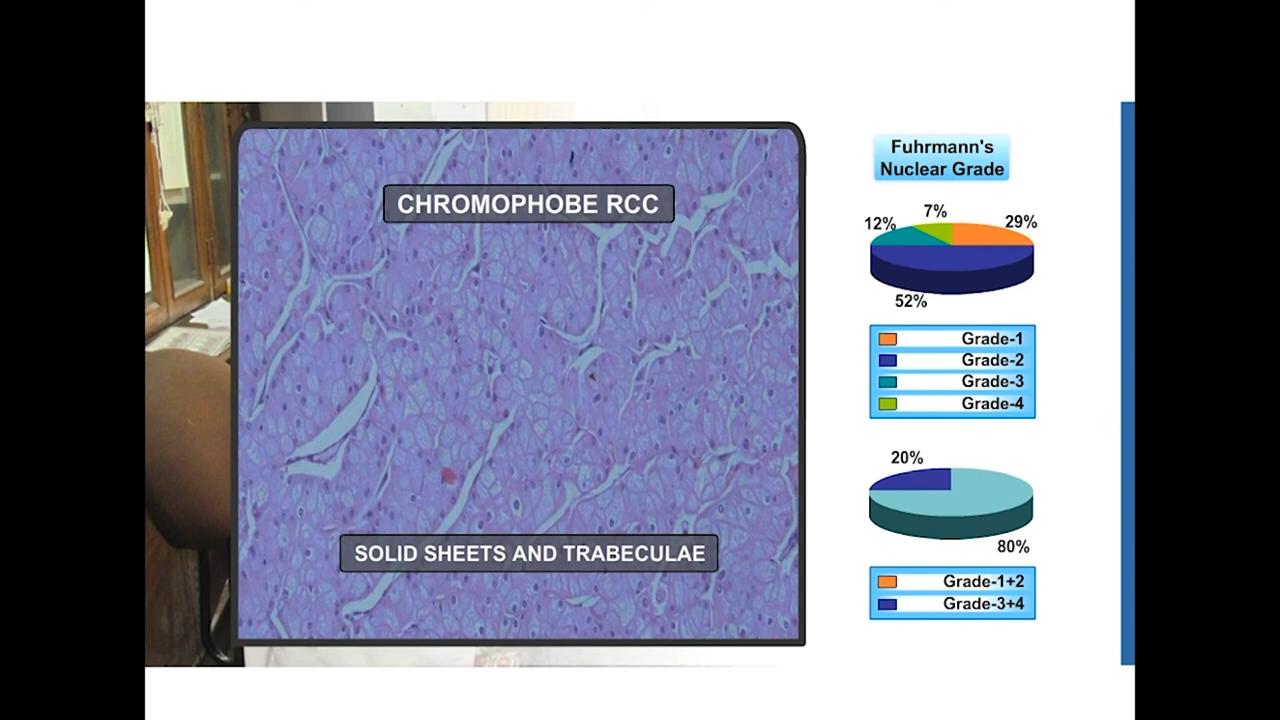 CHROMOPHOBE RCC
SOLID SHEETS AND TRABECULAE
Fuhrmann's
Nuclear Grade
7%
29%
12%
52%
Grade-1
Grade-2
Grade-3
Grade-4
20%
80%
Grade-1+2
Grade-3+4